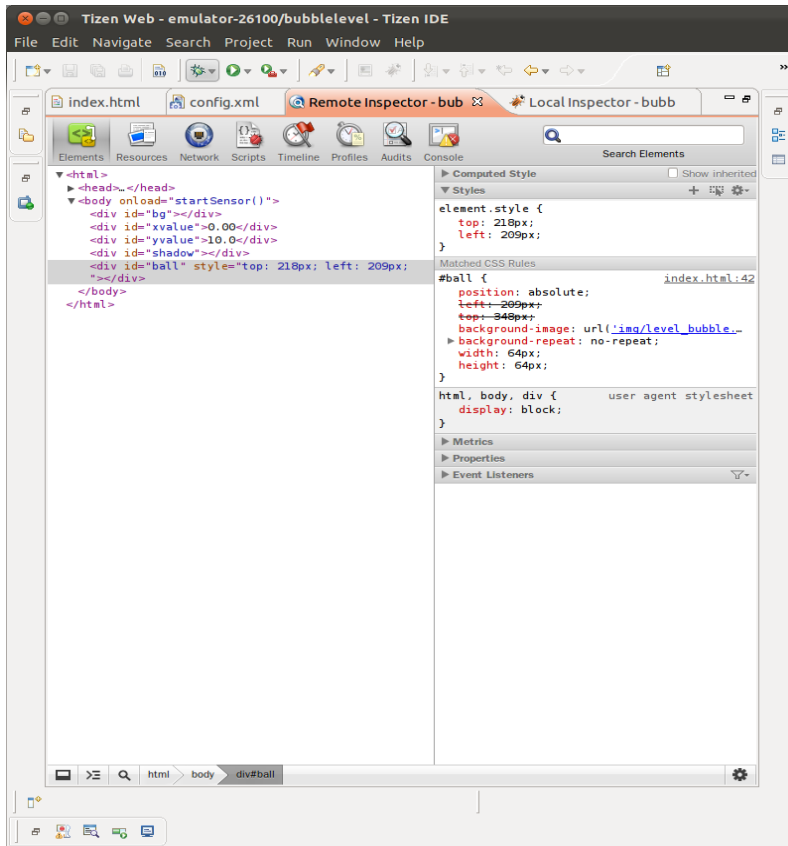 Tizen Web - emulator-26100/bubblelevel - Tizen IDE
File Edit Navigate Search Project Run Window Help
index.html config.xml Remote Inspector - bub Local Inspector - bubb
Elements Resources Network Scripts Timeline Profiles Audits Console Search Elements
<html>
<head>…</head>
<body onload="startSensor()">
<div id="bg"></div>
<div id="xvalue">0.00</div>
<div id="yvalue">10.0</div>
<div id="shadow"></div>
<div id="ball" style="top: 218px; left: 209px;
"></div>
</body>
</html>
Computed Style Show inherited
Styles
element.style {
top: 218px;
left: 209px;
}
Matched CSS Rules
#ball { index.html:42
position: absolute;
left: 209px;
top: 348px;
background-image: url('img/level_bubble.…
background-repeat: no-repeat;
width: 64px;
height: 64px;
}
html, body, div { user agent stylesheet
display: block;
}
Metrics
Properties
Event Listeners
html body div#ball